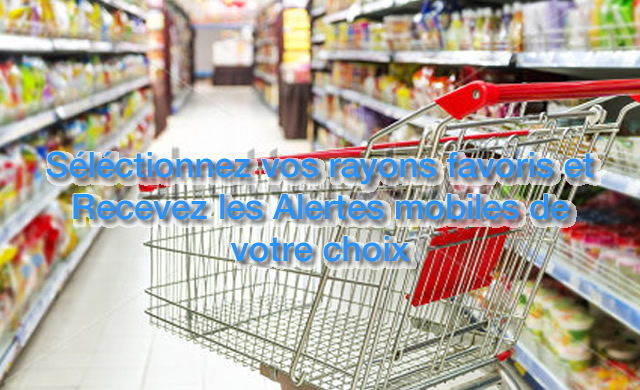 Séléctionnez vos rayons favoris et
Recevez les Alertes mobiles de
votre choix